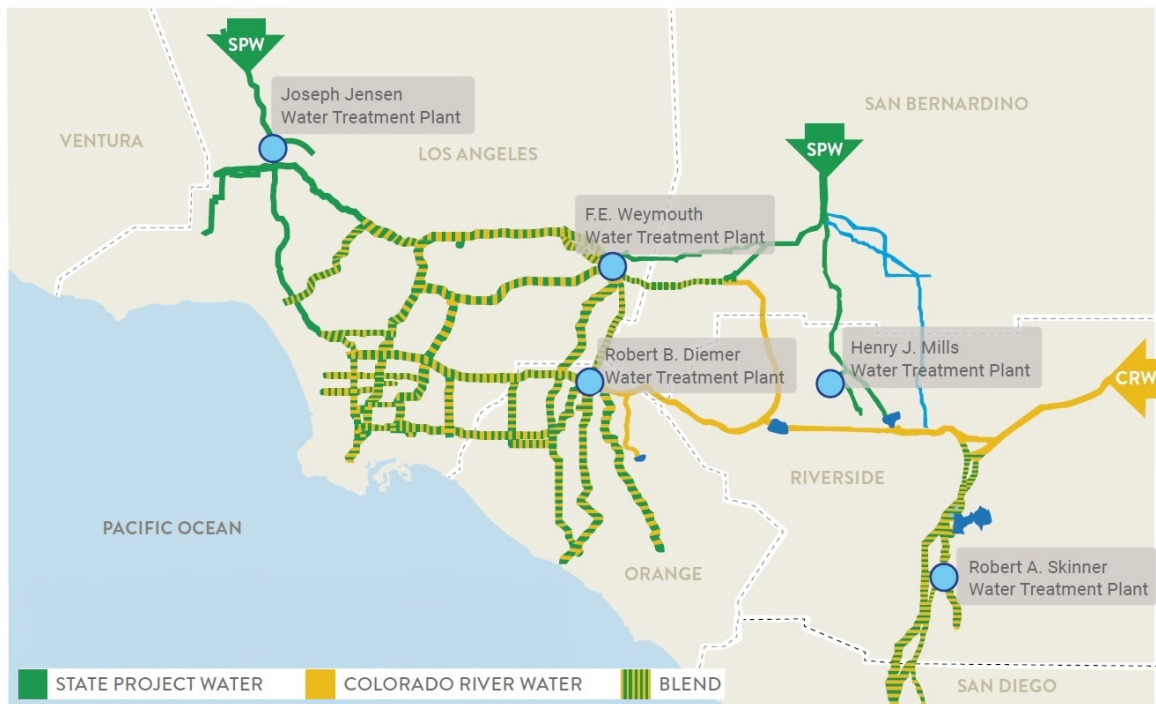 SPW
Joseph Jensen
Water Treatment Plant
SAN BERNARDINO
VENTURA
LOS ANGELES
SPW
F.E. Weymouth
Water Treatment Plant
Robert B. Diemer
Water Treatment Plant
Henry J. Mills
Water Treatment Plant
CRW
RIVERSIDE
PACIFIC OCEAN
ORANGE
Robert A. Skinner
Water Treatment Plant
STATE PROJECT WATER
COLORADO RIVER WATER
BLEND
SAN DIEGO